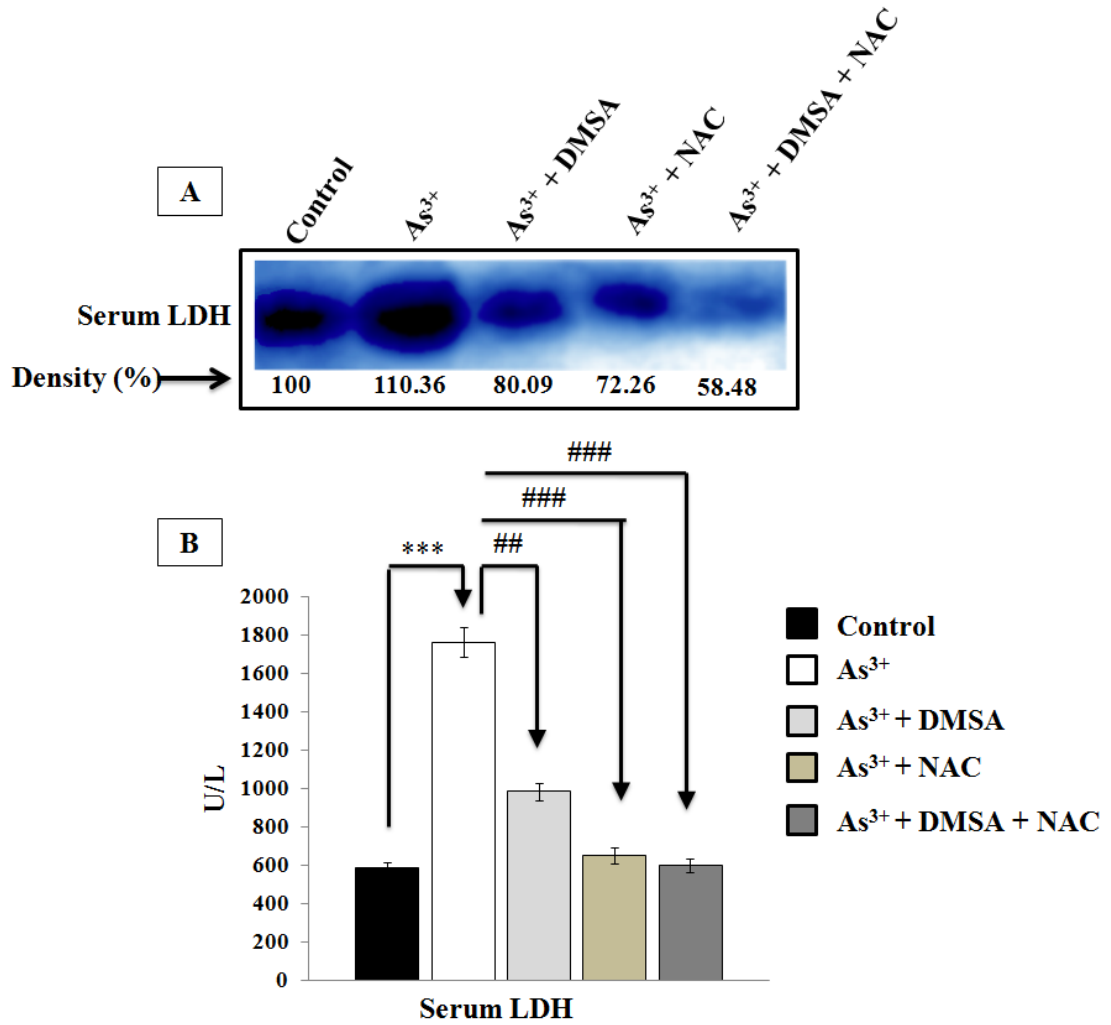 Control
As³⁺
As³⁺ + DMSA
As³⁺ + NAC
As³⁺ + DMSA + NAC
A
Serum LDH
Density (%)
100 110.36 80.09 72.26 58.48
###
###
B
*** ##
2000
1800
1600
1400
1200
1000
800
600
400
200
0
U/L
Serum LDH
Control
As³⁺
As³⁺ + DMSA
As³⁺ + NAC
As³⁺ + DMSA + NAC